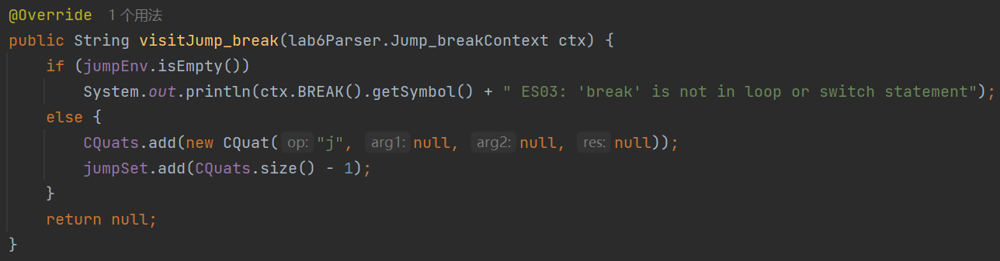 @Override 1 个用法
public String visitJump_break(lab6Parser.Jump_breakContext ctx) {
    if (jumpEnv.isEmpty())
        System.out.println(ctx.BREAK().getSymbol() + " ES03: 'break' is not in loop or switch statement");
    else {
        CQuats.add(new CQuat( op: "j", arg1: null, arg2: null, res: null));
        jumpSet.add(CQuats.size() - 1);
    }
    return null;
}